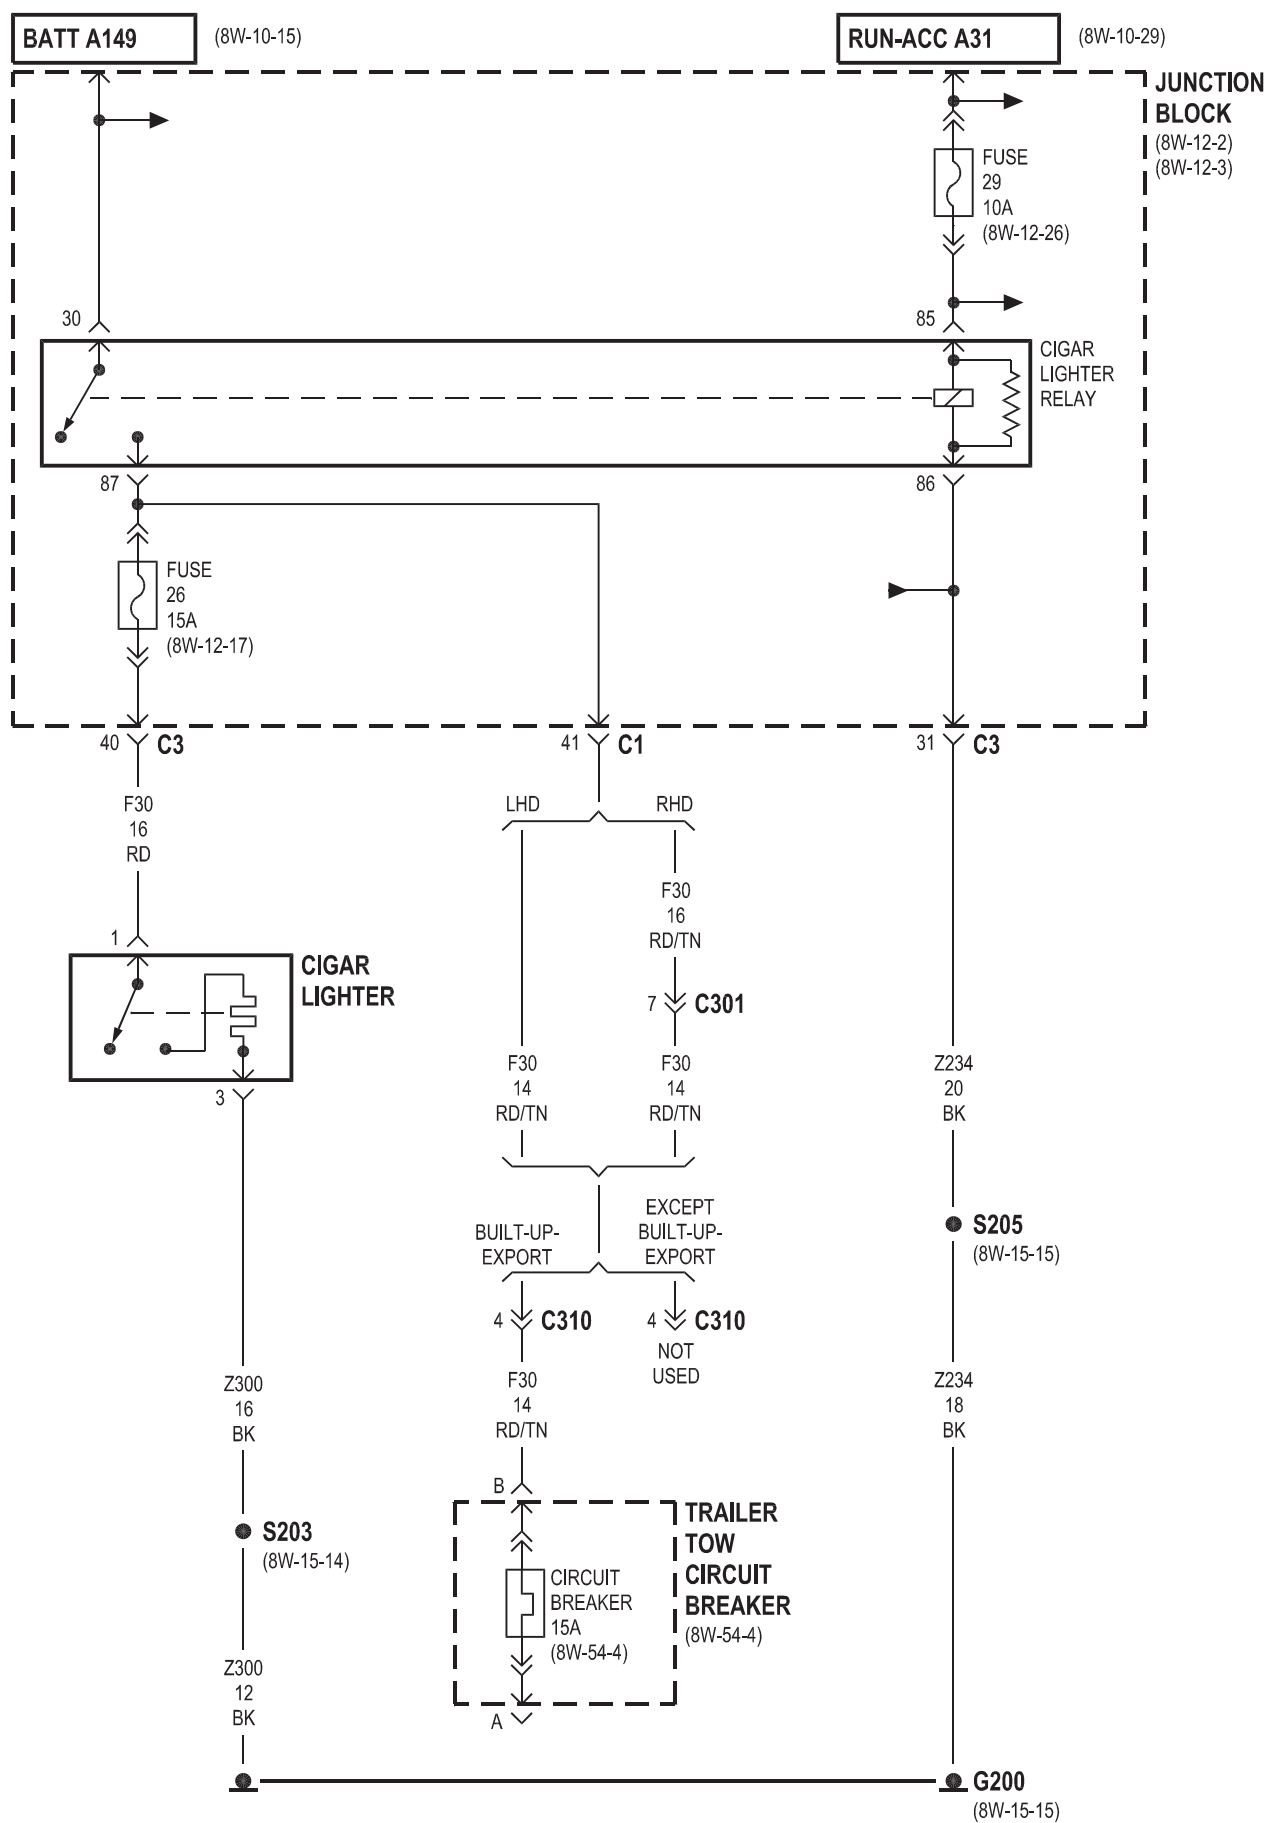 BATT A149
(8W-10-15)
RUN-ACC A31
(8W-10-29)
JUNCTION
BLOCK
(8W-12-2)
(8W-12-3)
FUSE
29
10A
(8W-12-26)
30
85
CIGAR
LIGHTER
RELAY
87
86
FUSE
26
15A
(8W-12-17)
40
C3
41
C1
31
C3
F30
16
RD
LHD
RHD
F30
16
RD/TN
1
CIGAR
LIGHTER
7
C301
3
F30
14
RD/TN
F30
14
RD/TN
Z234
20
BK
BUILT-UP-
EXPORT
EXCEPT
BUILT-UP-
EXPORT
S205
(8W-15-15)
4
C310
4
C310
NOT
USED
Z300
16
BK
F30
14
RD/TN
Z234
18
BK
B
S203
(8W-15-14)
TRAILER
TOW
CIRCUIT
BREAKER
(8W-54-4)
CIRCUIT
BREAKER
15A
(8W-54-4)
Z300
12
BK
A
G200
(8W-15-15)